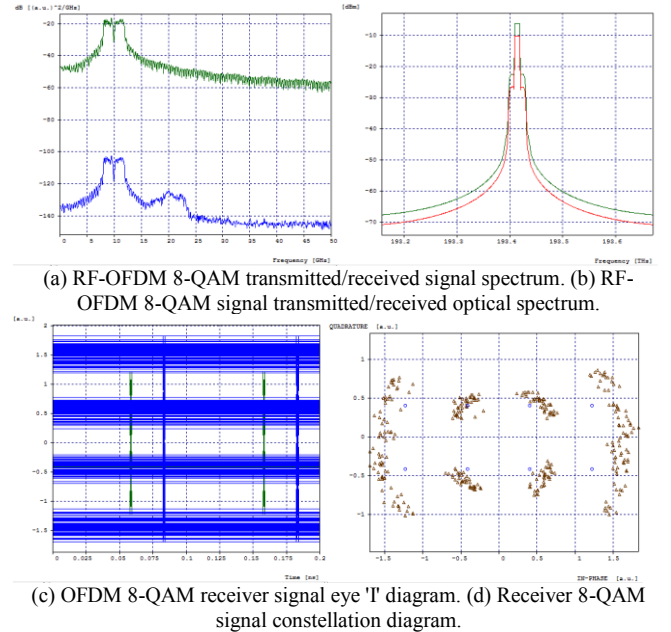 dB [(a.u.)^2/GHz]
-20
-40
-60
-80
-100
-120
-140
0 5 10 15 20 25 30 35 40 45 50
Frequency [GHz]
[dBm]
0
-10
-20
-30
-40
-50
-60
-70
193.2 193.3 193.4 193.5 193.6
Frequency [THz]
(a) RF-OFDM 8-QAM transmitted/received signal spectrum. (b) RF-
OFDM 8-QAM signal transmitted/received optical spectrum.
[a.u.]
2
1.5
1
0.5
0
-0.5
-1
-1.5
0 0.025 0.05 0.075 0.1 0.125 0.15 0.175 0.2
Time [ns]
QUADRATURE [a.u.]
1
0.5
0
-0.5
-1
-1.5 -1 -0.5 0 0.5 1 1.5
IN-PHASE [a.u.]
(c) OFDM 8-QAM receiver signal eye 'I' diagram. (d) Receiver 8-QAM
signal constellation diagram.